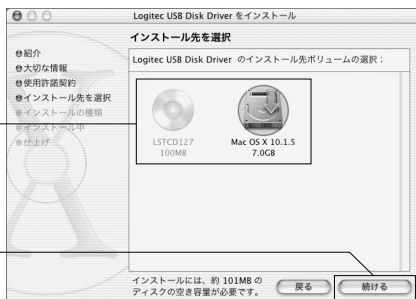 Logitec USB Disk Driver をインストール
インストール先を選択
紹介
大切な情報
使用許諾契約
インストール先を選択
インストールの種類
インストール中
仕上げ
Logitec USB Disk Driver のインストール先ボリュームの選択：
LSTCD127
100MB
Mac OS X 10.1.5
7.0GB
インストールには、約 101MB の
ディスクの空き容量が必要です。
戻る
続ける